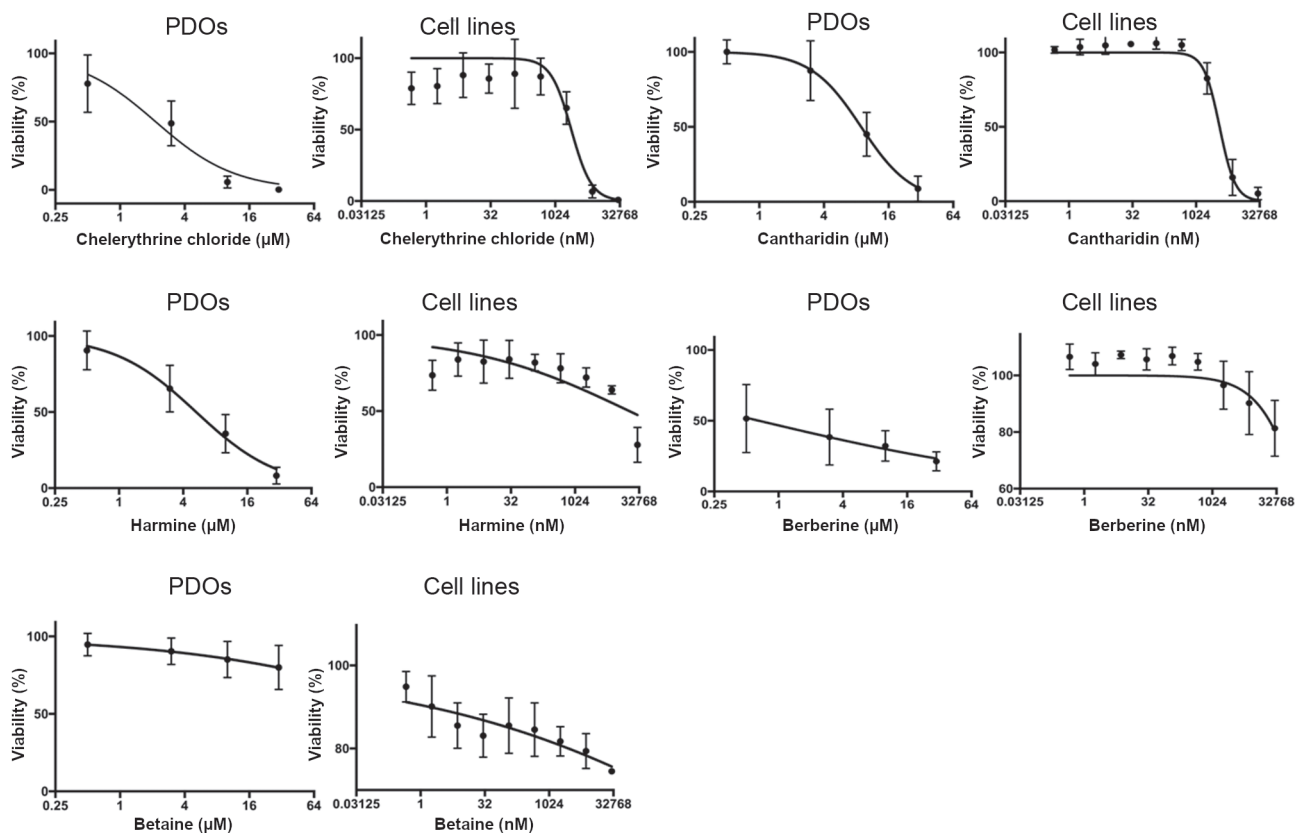 PDOs
Cell lines
PDOs
Cell lines
Viability (%)
100
50
0
0.25 1 4 16 64
Chelerythrine chloride (µM)
Viability (%)
100
50
0
0.03125 1 32 1024 32768
Chelerythrine chloride (nM)
Viability (%)
100
50
0
0.25 1 4 16 64
Cantharidin (µM)
Viability (%)
100
50
0
0.03125 1 32 1024 32768
Cantharidin (nM)
PDOs
Cell lines
PDOs
Cell lines
Viability (%)
100
50
0
0.25 1 4 16 64
Harmine (µM)
Viability (%)
100
50
0
0.03125 1 32 1024 32768
Harmine (nM)
Viability (%)
100
50
0
0.25 1 4 16 64
Berberine (µM)
Viability (%)
100
80
60
0.03125 1 32 1024 32768
Berberine (nM)
PDOs
Cell lines
Viability (%)
100
50
0
0.25 1 4 16 64
Betaine (µM)
Viability (%)
100
80
0.03125 1 32 1024 32768
Betaine (nM)